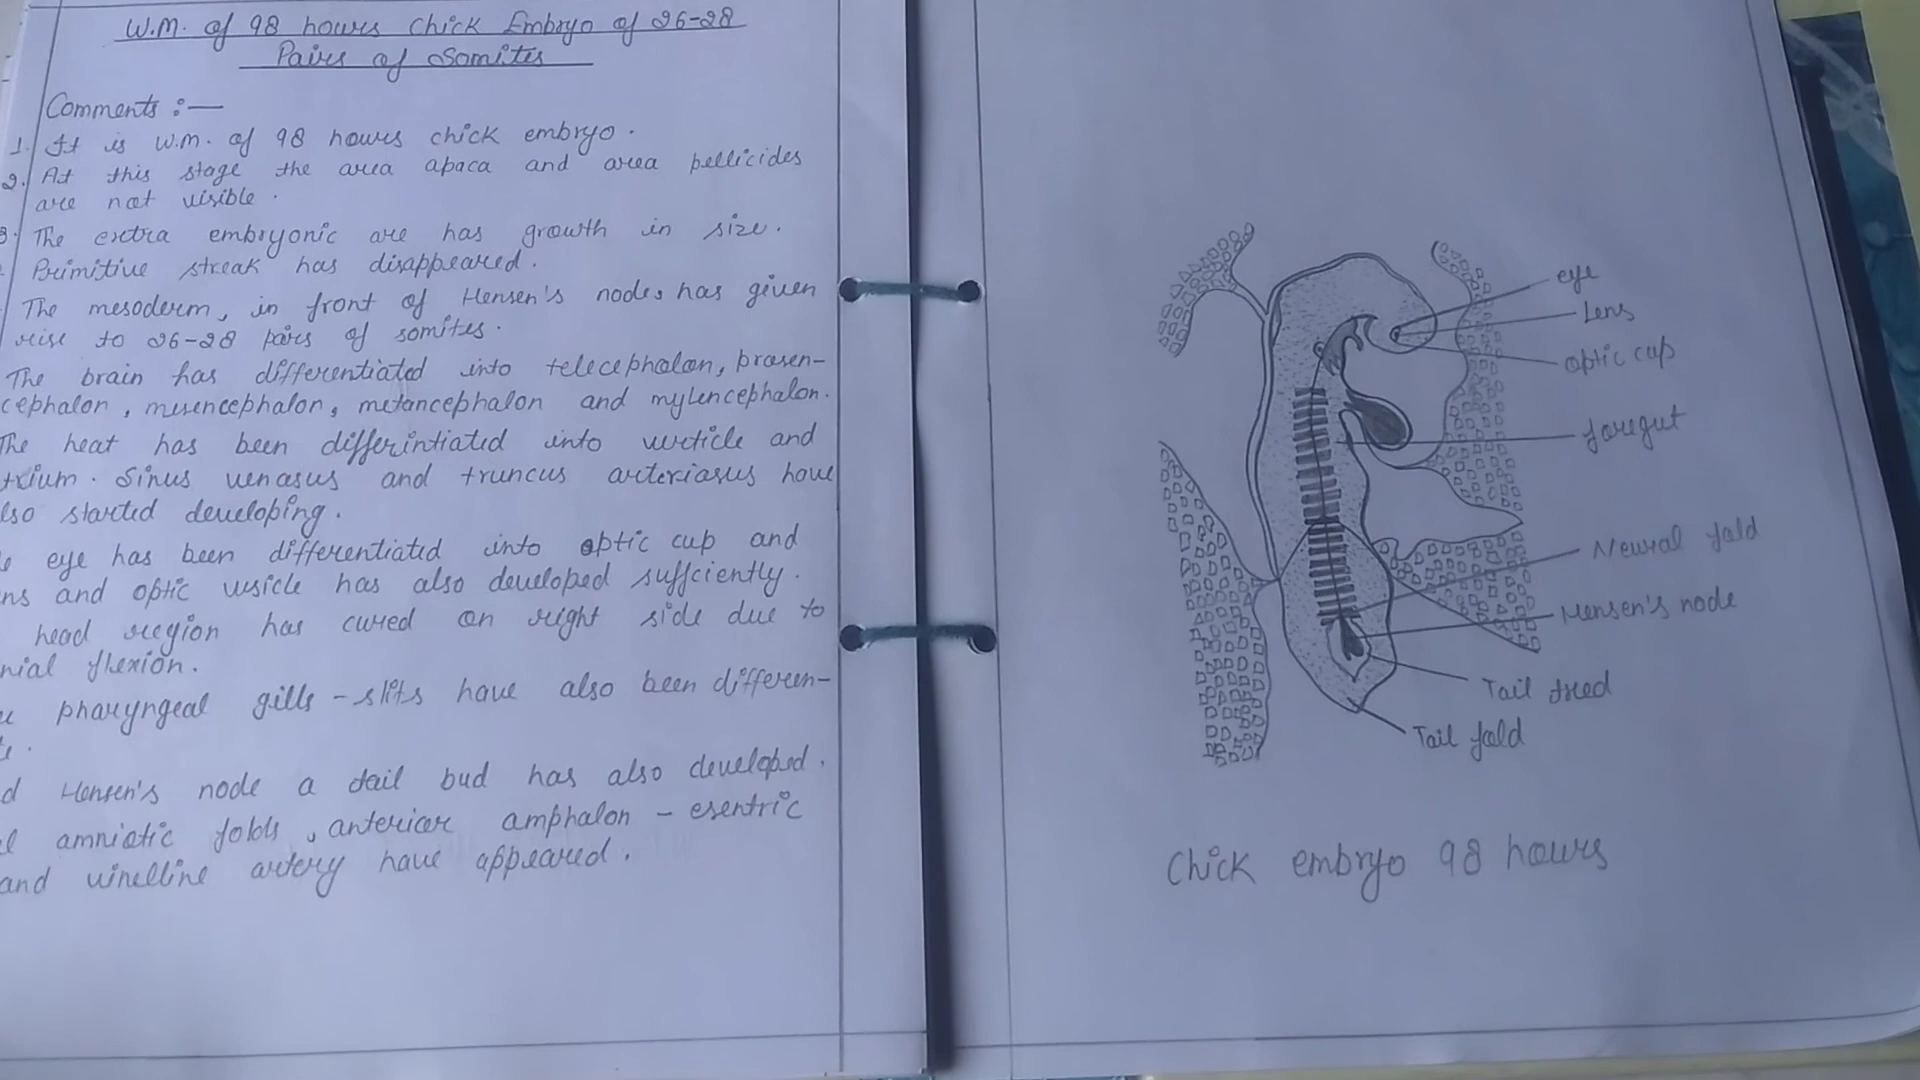 W.M. of 98 hours Chick Embryo of 26-28
Pairs of Somites
Comments :—
1. It is W.m. of 98 hours chick embryo.
2. At this stage the area apaca and area pellicides
are not visible.
3. The exetra embryonic are has growth in size.
Primitive streak has disappeared.
The mesoderm, in front of Hensen's nodes has given
rise to 26-28 pairs of somites.
The brain has differentiated into telecephalon, prosen-
cephalon, mesencephalon, metancephalon and mylencephalon.
The heat has been differintiated into verticle and
trium. Sinus venasus and truncus arteriasus have
lso started developing.
eye has been differentiated into optic cup and
ns and optic vesicle has also developed suffciently.
head region has cured on right side due to
nial flexion.
pharyngeal gills-slits have also been differen-
d Hensen's node a tail bud has also developed.
l amniotic folds, anterior omphalon - esentric
and vinelline artery have appeared.
eye
Lens
optic cup
foregut
Neural fold
Hensen's node
Tail tred
Tail fold
Chick embryo 98 hours